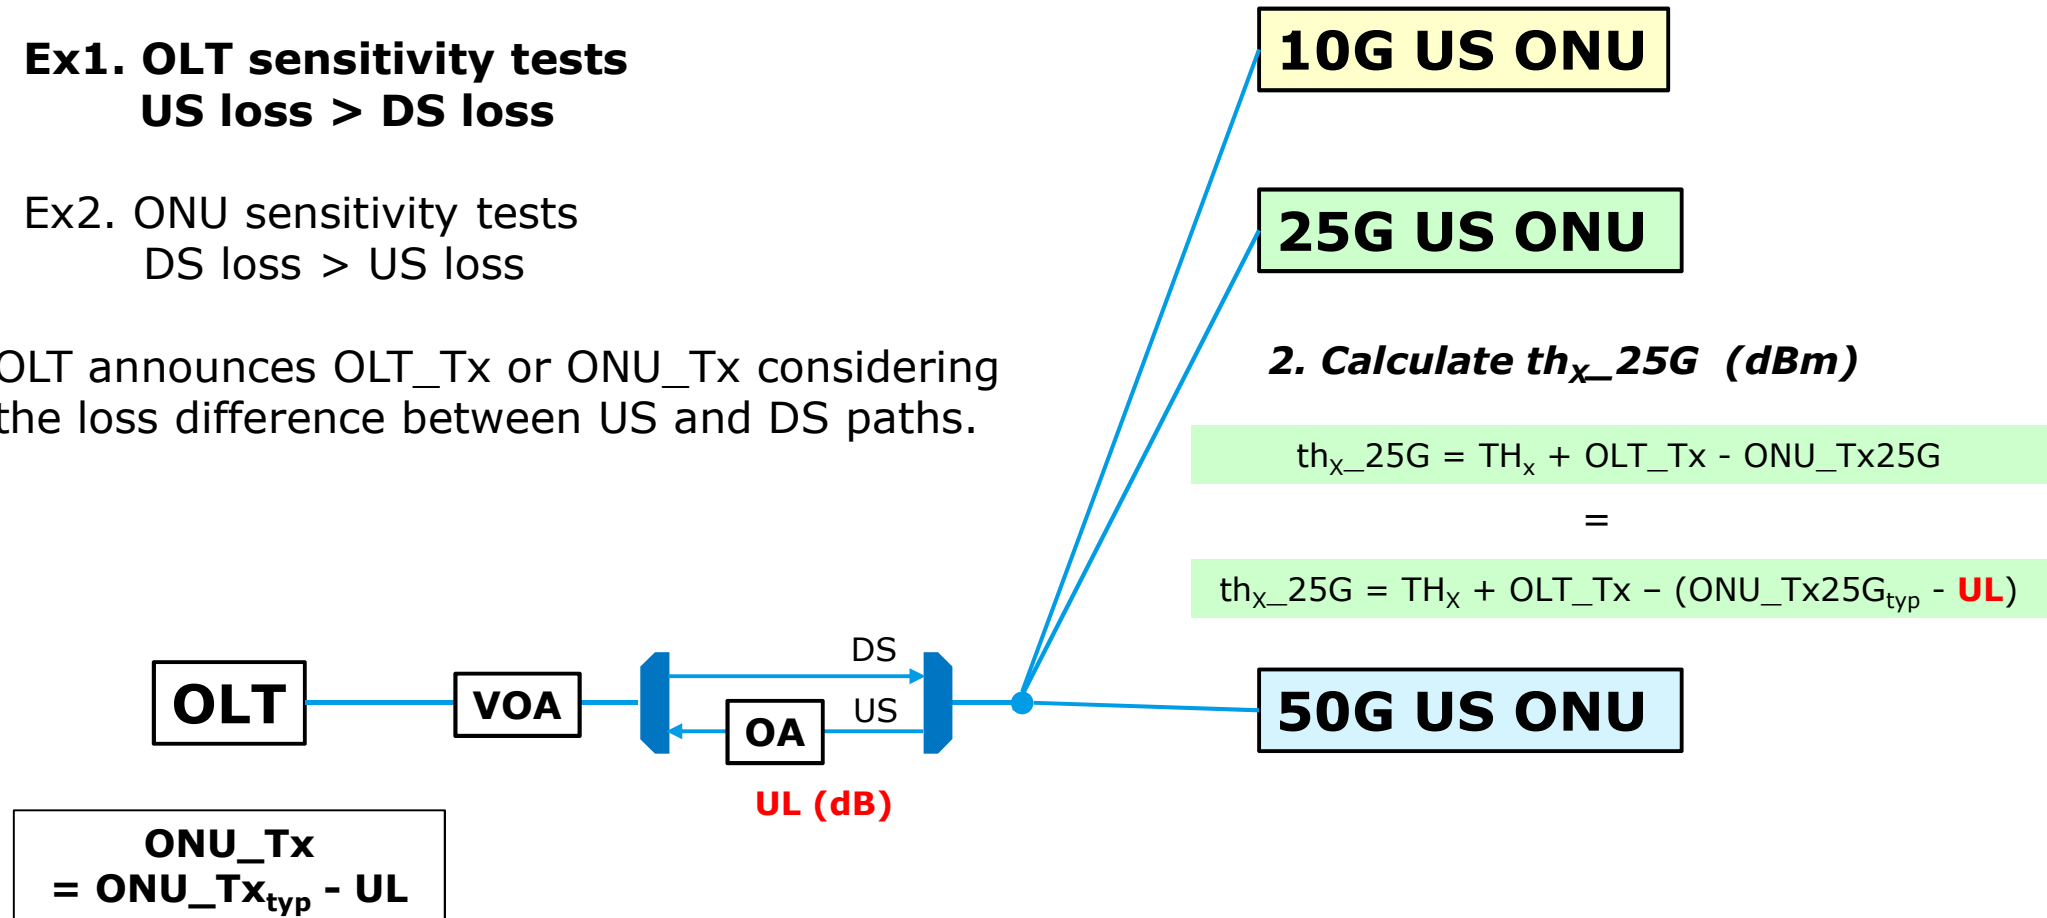 Ex1. OLT sensitivity tests
US loss > DS loss
Ex2. ONU sensitivity tests
DS loss > US loss
OLT announces OLT_Tx or ONU_Tx considering
the loss difference between US and DS paths.
10G US ONU
25G US ONU
2. Calculate thX_25G (dBm)
thX_25G = THx + OLT_Tx - ONU_Tx25G
=
thX_25G = THX + OLT_Tx – (ONU_Tx25Gtyp - UL)
50G US ONU
OLT
VOA
DS
US
OA
UL (dB)
ONU_Tx
= ONU_Txtyp - UL